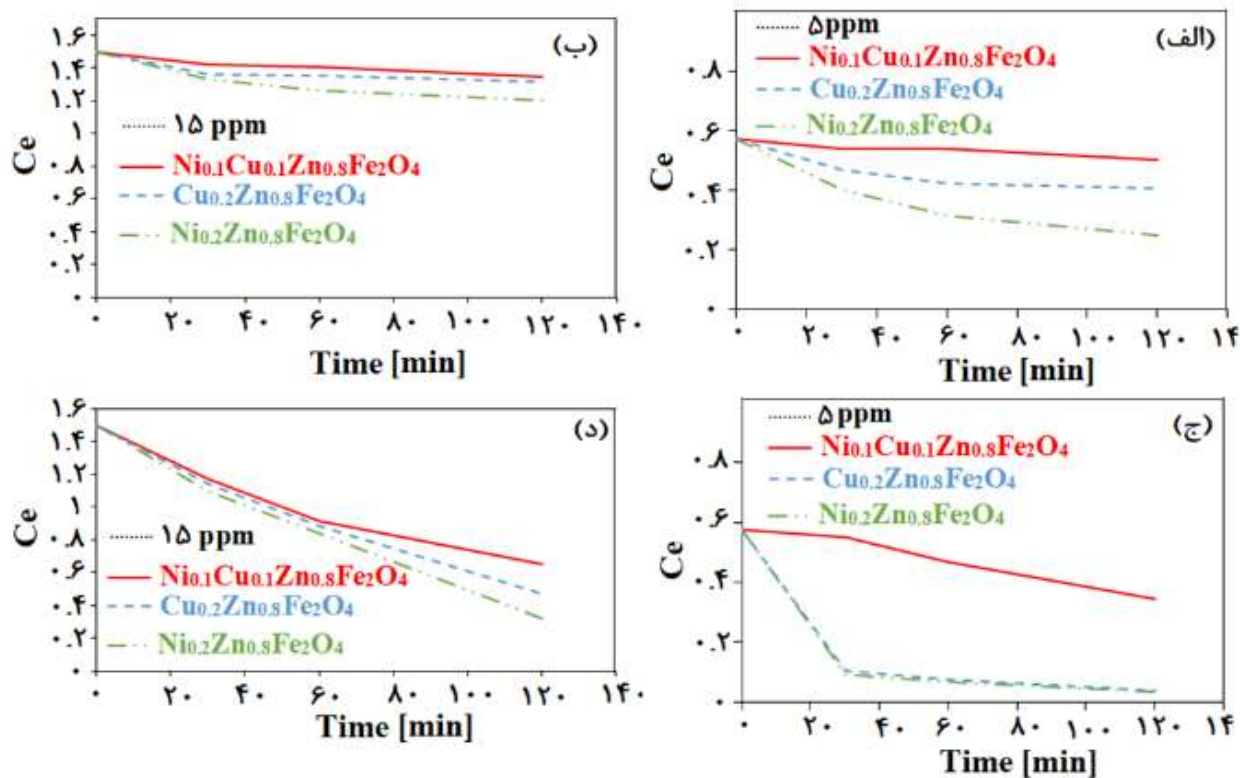 (الف)
۵ppm
Ni0.1Cu0.1Zn0.8Fe2O4
Cu0.2Zn0.8Fe2O4
Ni0.2Zn0.8Fe2O4
Ce
۰.۸
۰.۶
۰.۴
۰.۲
۰
۰ ۲۰ ۴۰ ۶۰ ۸۰ ۱۰۰ ۱۲۰ ۱۴
Time [min]
(ب)
۱۵ ppm
Ni0.1Cu0.1Zn0.8Fe2O4
Cu0.2Zn0.8Fe2O4
Ni0.2Zn0.8Fe2O4
Ce
۱.۶
۱.۴
۱.۲
۱
۰.۸
۰.۶
۰.۴
۰.۲
۰
۰ ۲۰ ۴۰ ۶۰ ۸۰ ۱۰۰ ۱۲۰ ۱۴۰
Time [min]
(ج)
۵ppm
Ni0.1Cu0.1Zn0.8Fe2O4
Cu0.2Zn0.8Fe2O4
Ni0.2Zn0.8Fe2O4
Ce
۰.۸
۰.۶
۰.۴
۰.۲
۰
۰ ۲۰ ۴۰ ۶۰ ۸۰ ۱۰۰ ۱۲۰ ۱۴
Time [min]
(د)
۱۵ ppm
Ni0.1Cu0.1Zn0.8Fe2O4
Cu0.2Zn0.8Fe2O4
Ni0.2Zn0.8Fe2O4
Ce
۱.۶
۱.۴
۱.۲
۱
۰.۸
۰.۶
۰.۴
۰.۲
۰
۰ ۲۰ ۴۰ ۶۰ ۸۰ ۱۰۰ ۱۲۰ ۱۴۰
Time [min]